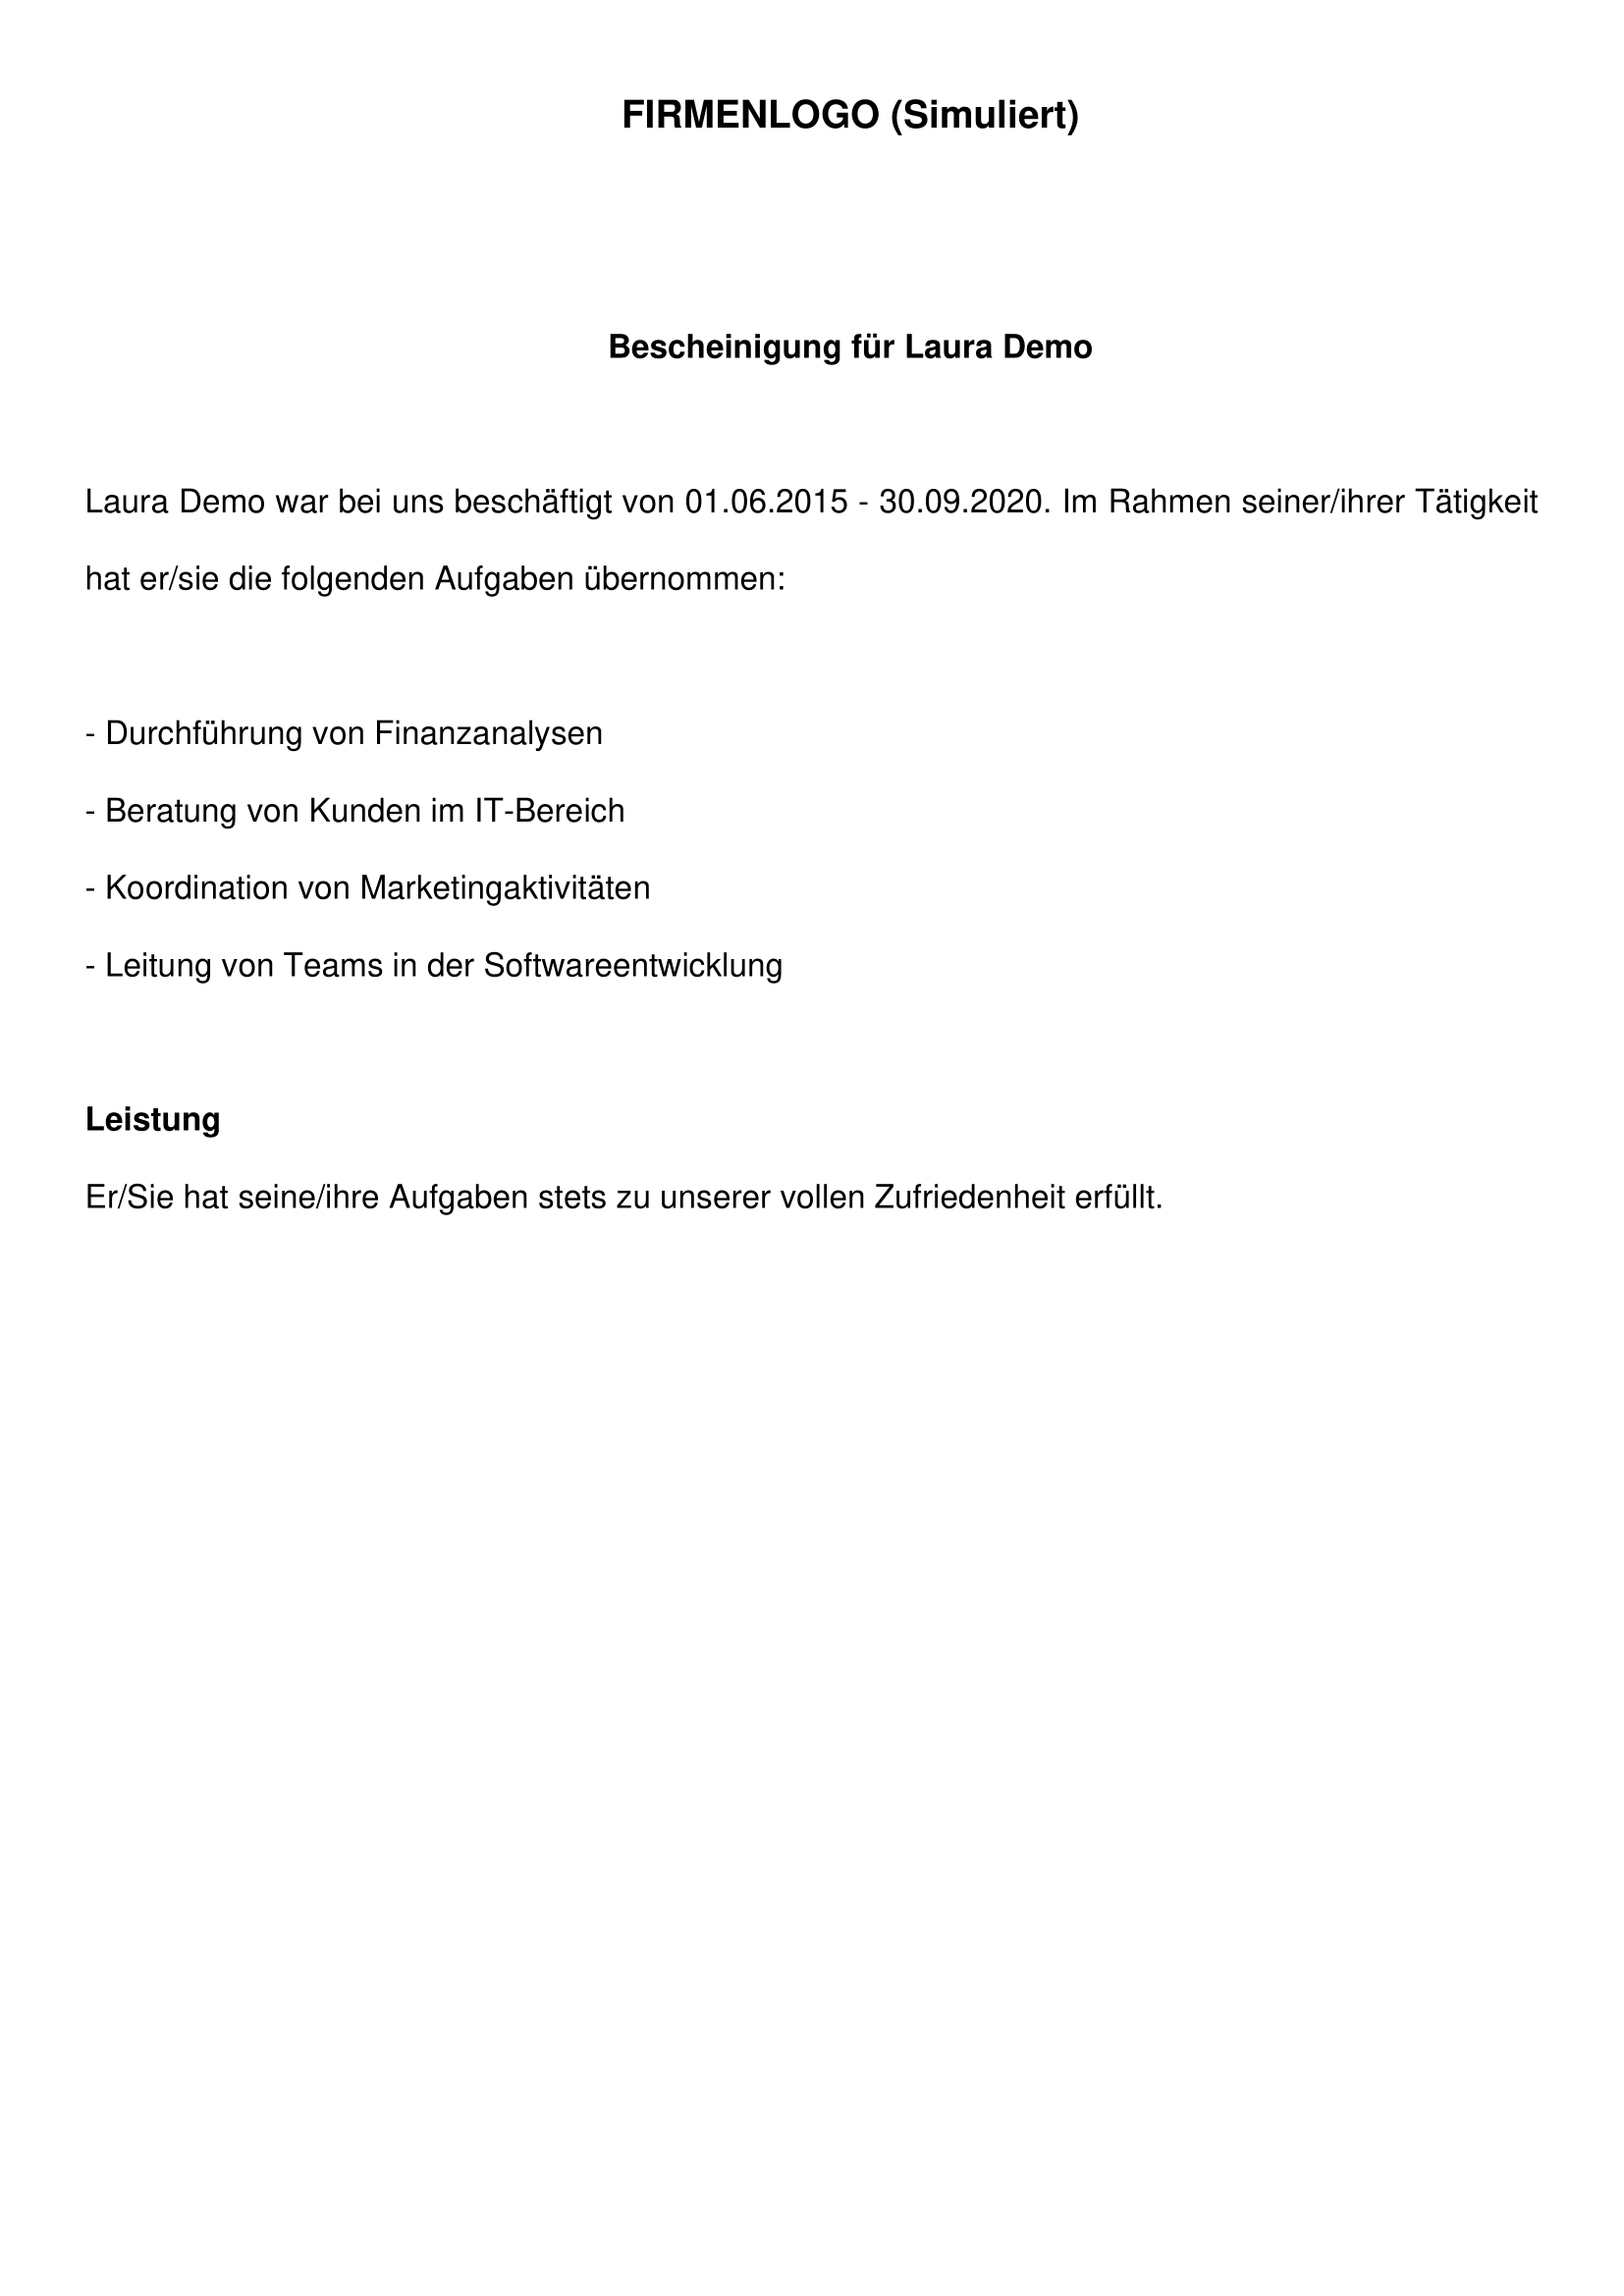 FIRMENLOGO (Simuliert)
Bescheinigung für Laura Demo
Laura Demo war bei uns beschäftigt von 01.06.2015 - 30.09.2020. Im Rahmen seiner/ihrer Tätigkeit
hat er/sie die folgenden Aufgaben übernommen:
- Durchführung von Finanzanalysen
- Beratung von Kunden im IT-Bereich
- Koordination von Marketingaktivitäten
- Leitung von Teams in der Softwareentwicklung
Leistung
Er/Sie hat seine/ihre Aufgaben stets zu unserer vollen Zufriedenheit erfüllt.